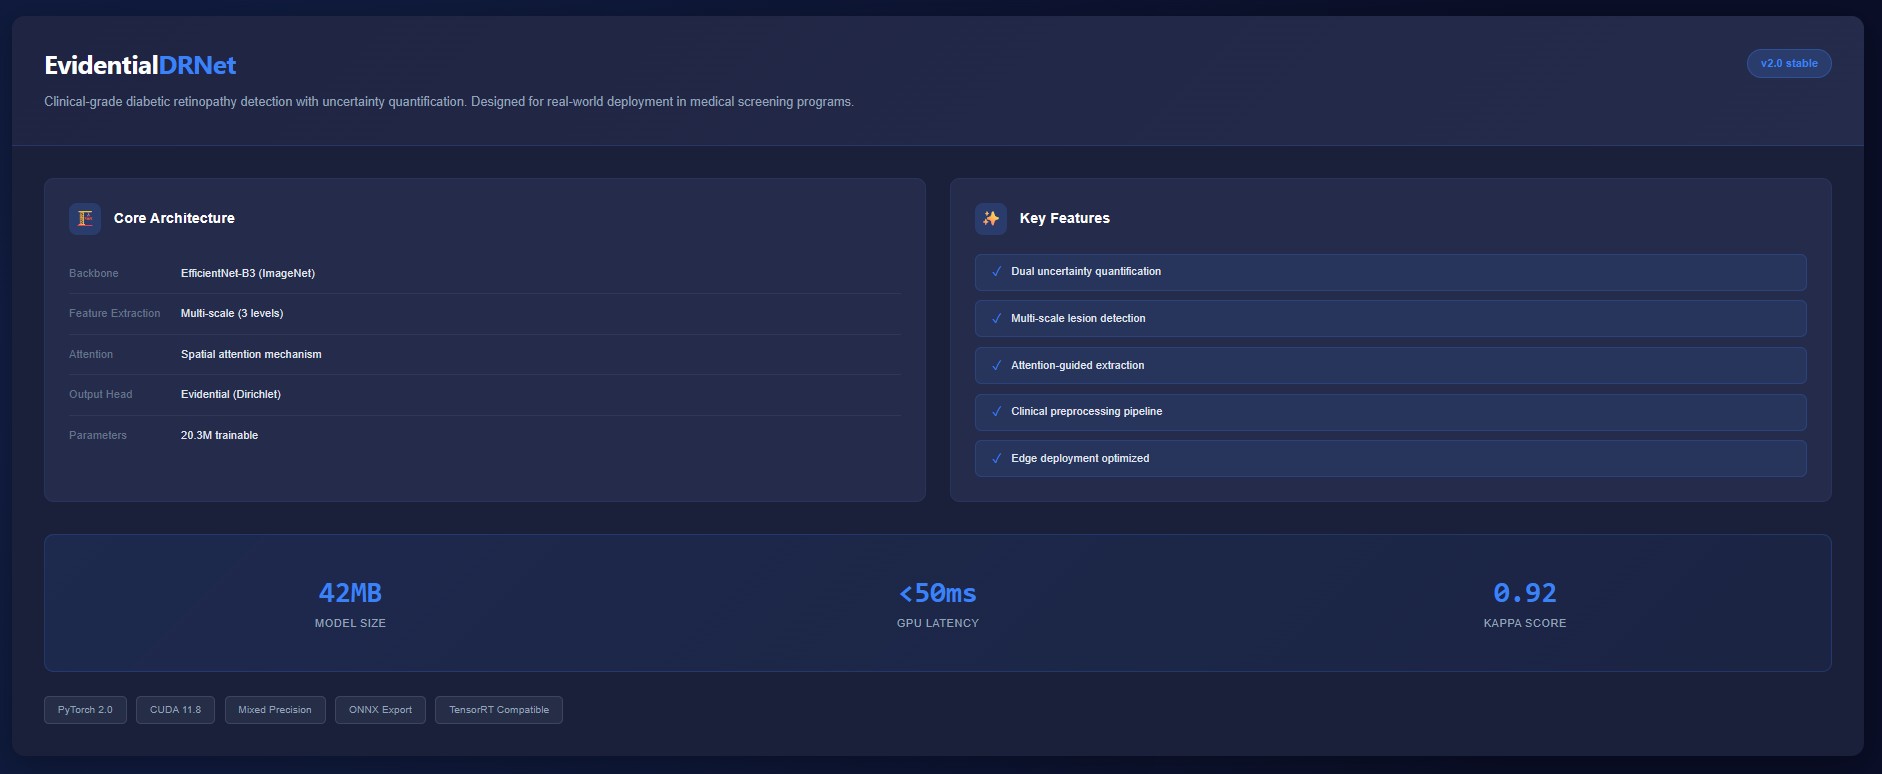 EvidentialDRNet
v2.0 stable
Clinical-grade diabetic retinopathy detection with uncertainty quantification. Designed for real-world deployment in medical screening programs.
Core Architecture
Backbone EfficientNet-B3 (ImageNet)
Feature Extraction Multi-scale (3 levels)
Attention Spatial attention mechanism
Output Head Evidential (Dirichlet)
Parameters 20.3M trainable
Key Features
✓ Dual uncertainty quantification
✓ Multi-scale lesion detection
✓ Attention-guided extraction
✓ Clinical preprocessing pipeline
✓ Edge deployment optimized
42MB
MODEL SIZE
<50ms
GPU LATENCY
0.92
KAPPA SCORE
PyTorch 2.0 CUDA 11.8 Mixed Precision ONNX Export TensorRT Compatible